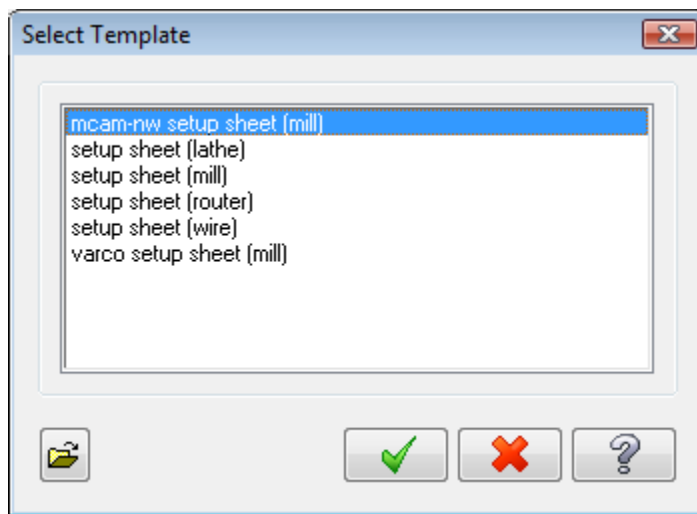 Select Template
mcam-nw setup sheet (mill)
setup sheet (lathe)
setup sheet (mill)
setup sheet (router)
setup sheet (wire)
varco setup sheet (mill)